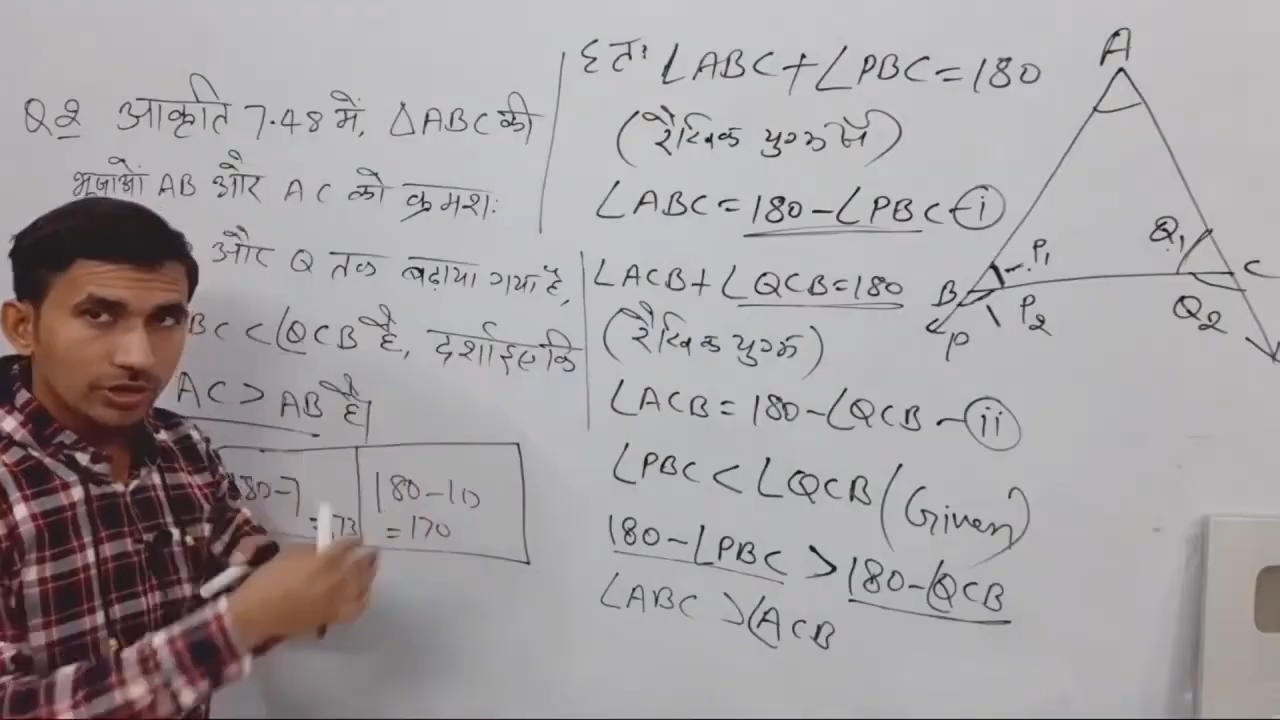 Q2 आकृति 7.48 में, △ABC की
भुजाओं AB और AC को क्रमशः
और Q तक बढ़ाया गया है,
BC < ∠QCB है, दर्शाइए कि
AC > AB है।
180-7
=173
180-10
=170
हल: ∠ABC + ∠PBC = 180
(रैखिक युग्म से)
∠ABC = 180 - ∠PBC - i
∠ACB + ∠QCB = 180
(रैखिक युग्म)
∠ACB = 180 - ∠QCB - ii
∠PBC < ∠QCB (Given)
180 - ∠PBC > 180 - ∠QCB
∠ABC > ∠ACB
A
P1
Q1
B
C
P2
Q2
P